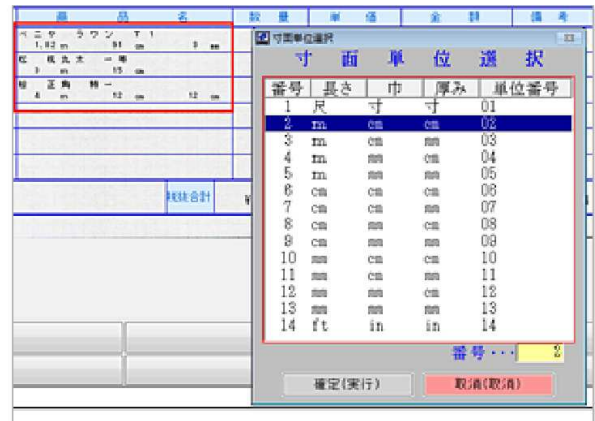 商 品 名 数 量 単 価 金 額 備 考
ベニヤ ラワン T1
1.82 m 91 cm 3 mm
松 杭丸太 一等
3 m 15 cm
桧 正角 特一
4 m 12 cm 12 cm
税抜合計 ¥
寸面単位選択
寸 面 単 位 選 択
番号 長さ 巾 厚み 単位番号
1 尺 寸 寸 01
2 m cm cm 02
3 m cm mm 03
4 m mm cm 04
5 m mm mm 05
6 cm cm cm 06
7 cm cm mm 07
8 cm mm cm 08
9 cm mm mm 09
10 mm cm cm 10
11 mm cm mm 11
12 mm mm cm 12
13 mm mm mm 13
14 ft in in 14
番号・・・ 2
確定(実行) 取消(取消)